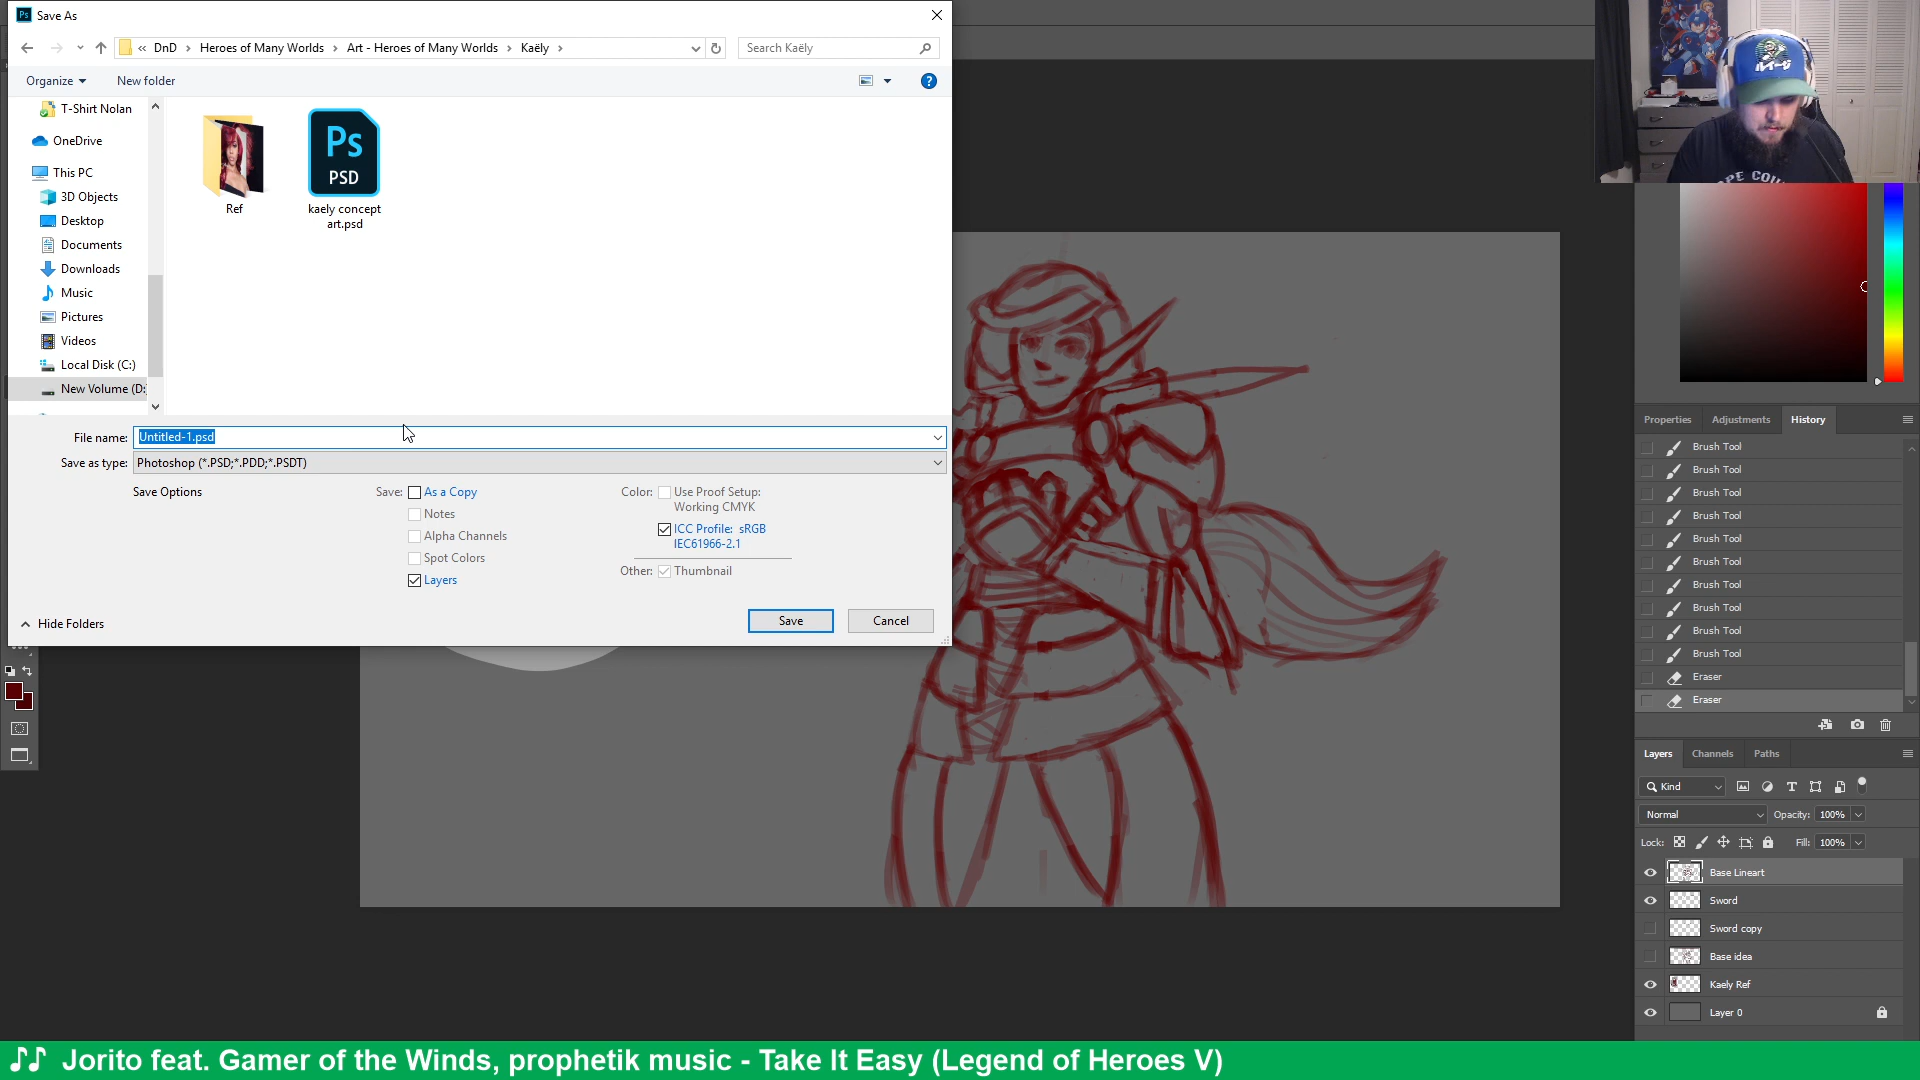 Ps Save As
« DnD › Heroes of Many Worlds › Art - Heroes of Many Worlds › Kaëly ›
Search Kaëly
Organize
New folder
?
T-Shirt Nolan
OneDrive
This PC
3D Objects
Desktop
Documents
Downloads
Music
Pictures
Videos
Local Disk (C:)
New Volume (D:
Ref
Ps
PSD
kaely concept
art.psd
File name: Untitled-1.psd
Save as type: Photoshop (*.PSD;*.PDD;*.PSDT)
Save Options
Save: As a Copy
Notes
Alpha Channels
Spot Colors
Layers
Color: Use Proof Setup:
Working CMYK
ICC Profile: sRGB
IEC61966-2.1
Other: Thumbnail
Hide Folders
Save
Cancel
ルイージ
Properties
Adjustments
History
Brush Tool
Brush Tool
Brush Tool
Brush Tool
Brush Tool
Brush Tool
Brush Tool
Brush Tool
Brush Tool
Brush Tool
Eraser
Eraser
Layers
Channels
Paths
Kind
Normal
Opacity: 100%
Lock:
Fill: 100%
Base Lineart
Sword
Sword copy
Base idea
Kaely Ref
Layer 0
Jorito feat. Gamer of the Winds, prophetik music - Take It Easy (Legend of Heroes V)